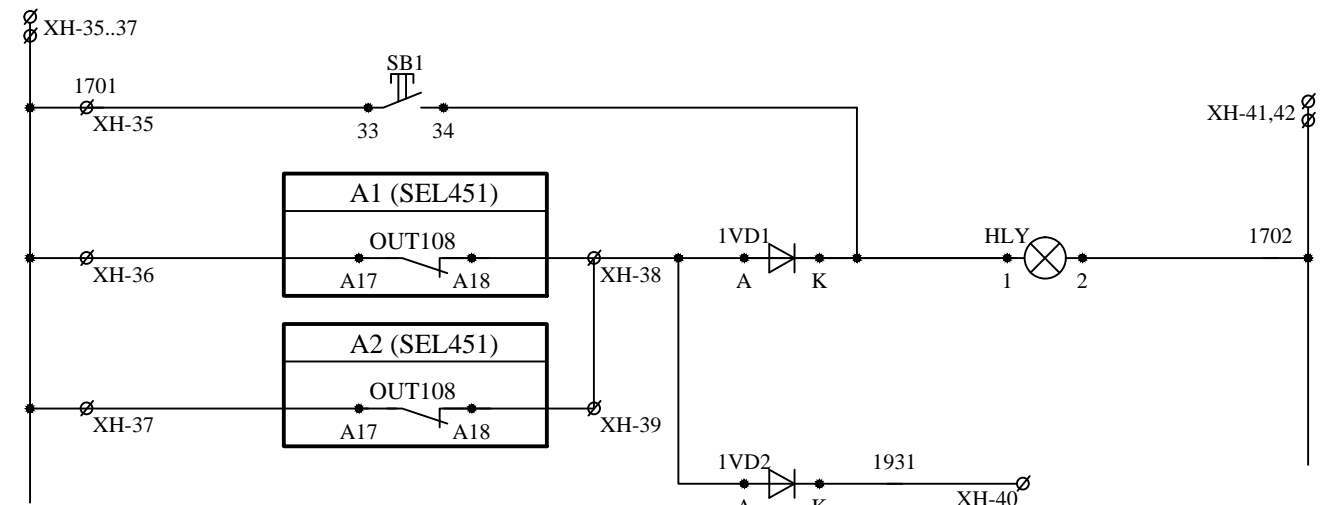 XH-35..37
SB1
1701
XH-41,42
XH-35
33
34
A1 (SEL451)
OUT108
1VD1
HLY
1702
XH-36
A17
A18
XH-38
A
K
1
2
A2 (SEL451)
OUT108
XH-37
A17
A18
XH-39
1VD2
1931
A
K
XH-40